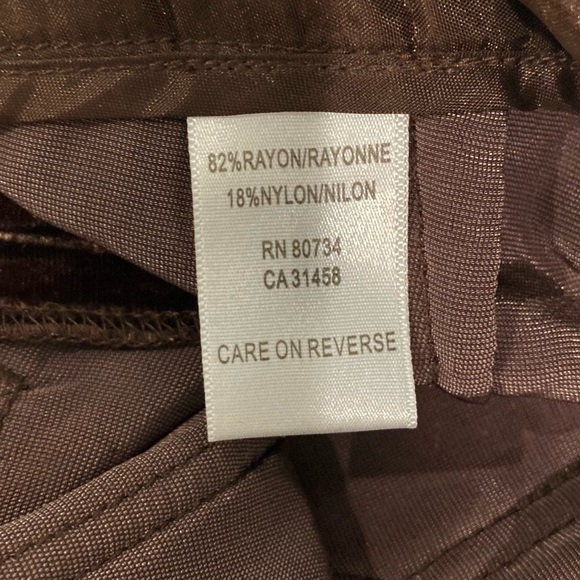 82%RAYON/RAYONNE
18%NYLON/NILON
RN 80734
CA 31458
CARE ON REVERSE